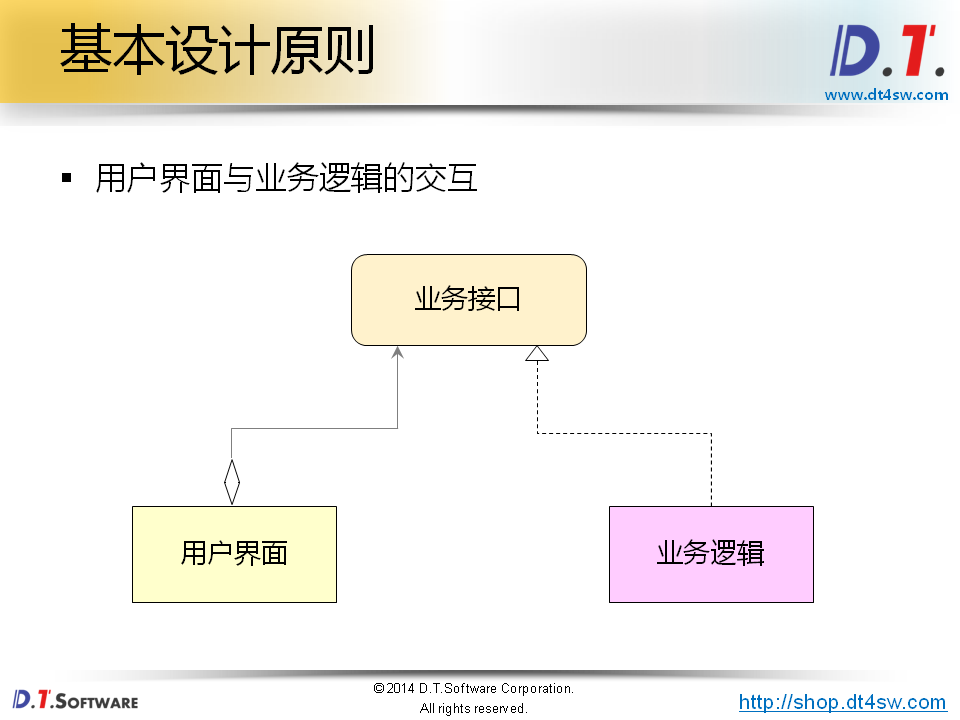 基本设计原则
D.T.
www.dt4sw.com
用户界面与业务逻辑的交互
业务接口
用户界面
业务逻辑
D.T.SOFTWARE
©2014 D.T.Software Corporation.
All rights reserved.
http://shop.dt4sw.com